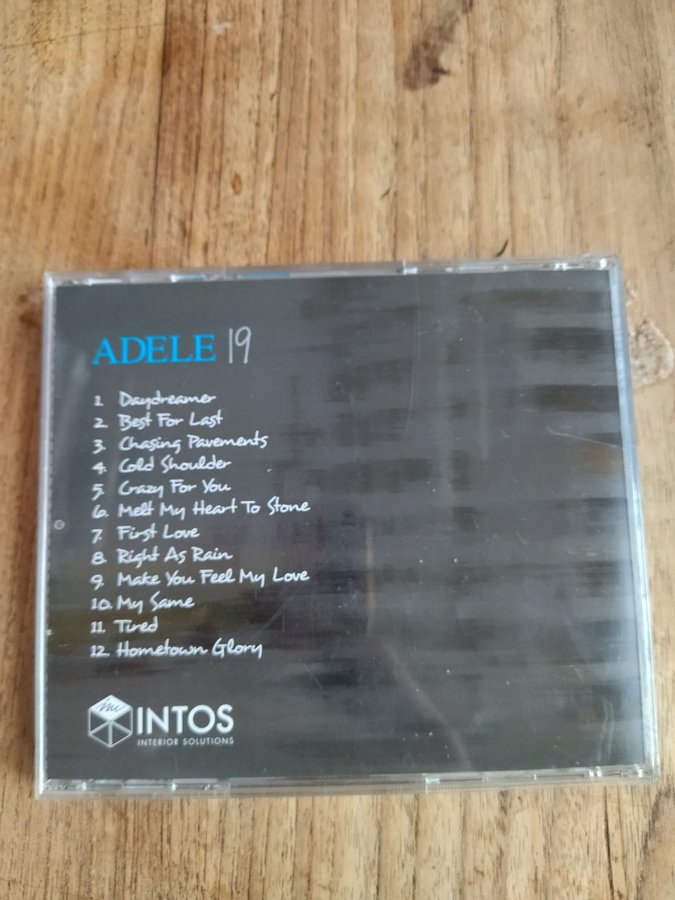 ADELE 19
1. Daydreamer
2. Best For Last
3. Chasing Pavements
4. Cold Shoulder
5. Crazy For You
6. Melt My Heart To Stone
7. First Love
8. Right As Rain
9. Make You Feel My Love
10. My Same
11. Tired
12. Hometown Glory
INTOS
INTERIOR SOLUTIONS